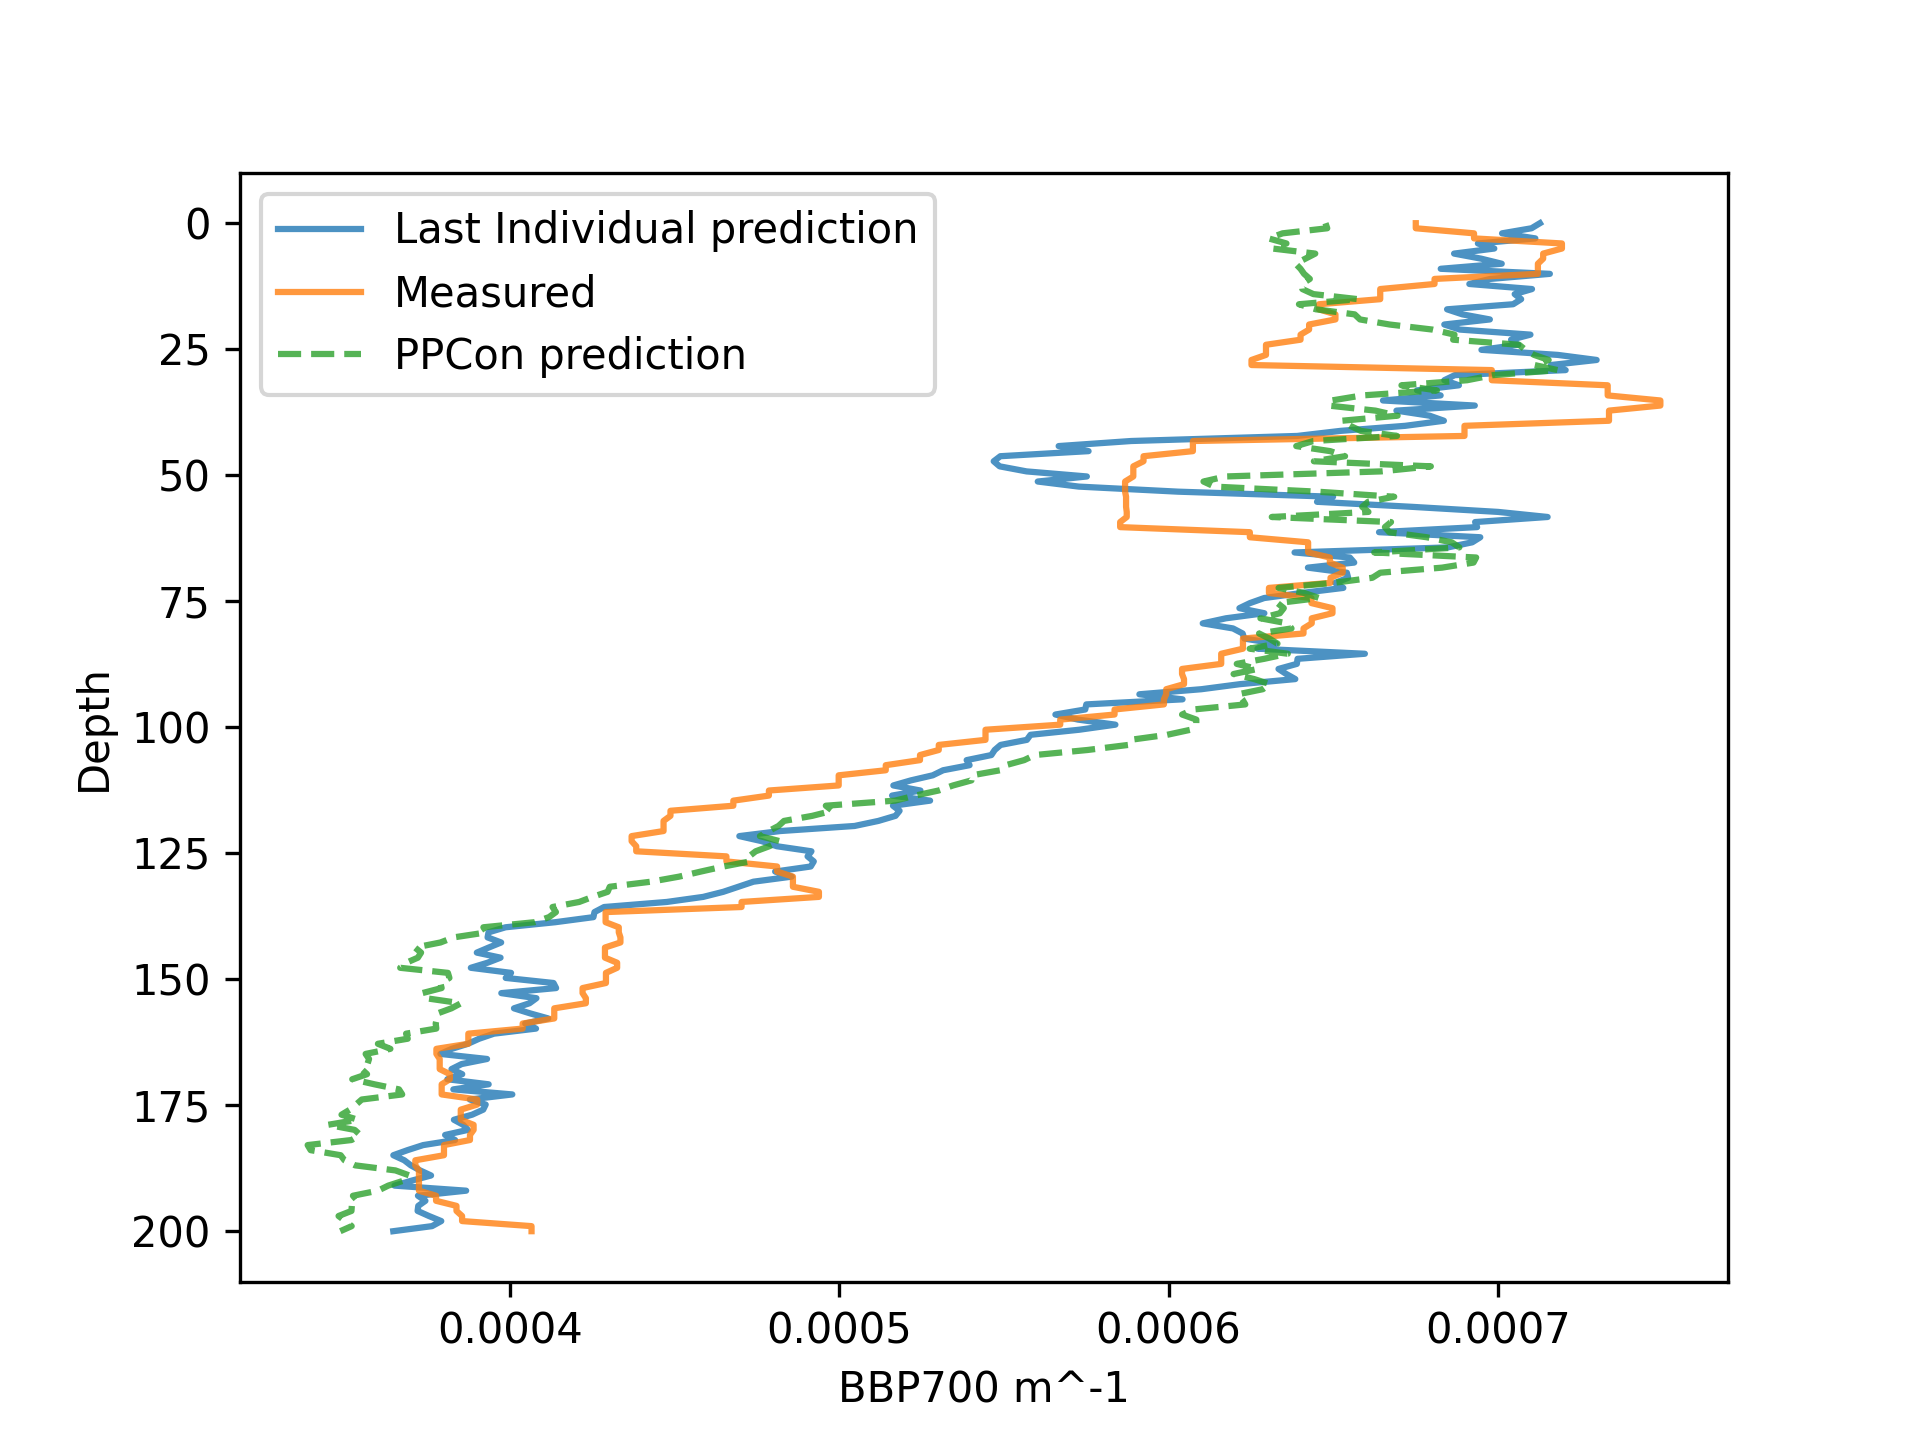 Last Individual prediction
Measured
PPCon prediction
0
25
50
75
100
125
150
175
200
Depth
0.0004 0.0005 0.0006 0.0007
BBP700 m^-1